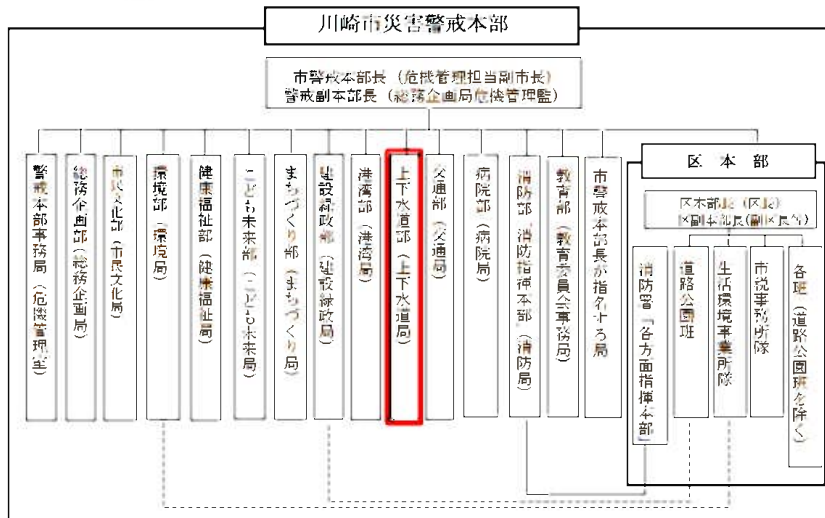 川崎市災害警戒本部
市警戒本部長（危機管理担当副市長）
警戒副本部長（総務企画局危機管理監）
警戒本部事務局（危機管理室）
総務企画部（総務企画局）
市民文化部（市民文化局）
環境部（環境局）
健康福祉部（健康福祉局）
こども未来部（こども未来局）
まちづくり部（まちづくり局）
建設緑政部（建設緑政局）
港湾部（港湾局）
上下水道部（上下水道局）
交通部（交通局）
病院部（病院局）
消防部「消防指揮本部」（消防局）
教育部（教育委員会事務局）
市警戒本部長が指名する局
区本部
区本部長（区長）
区副本部長（副区長等）
消防署「各方面指揮本部」
道路公園班
生活環境事業所隊
市税事務所隊
各班（道路公園班を除く）